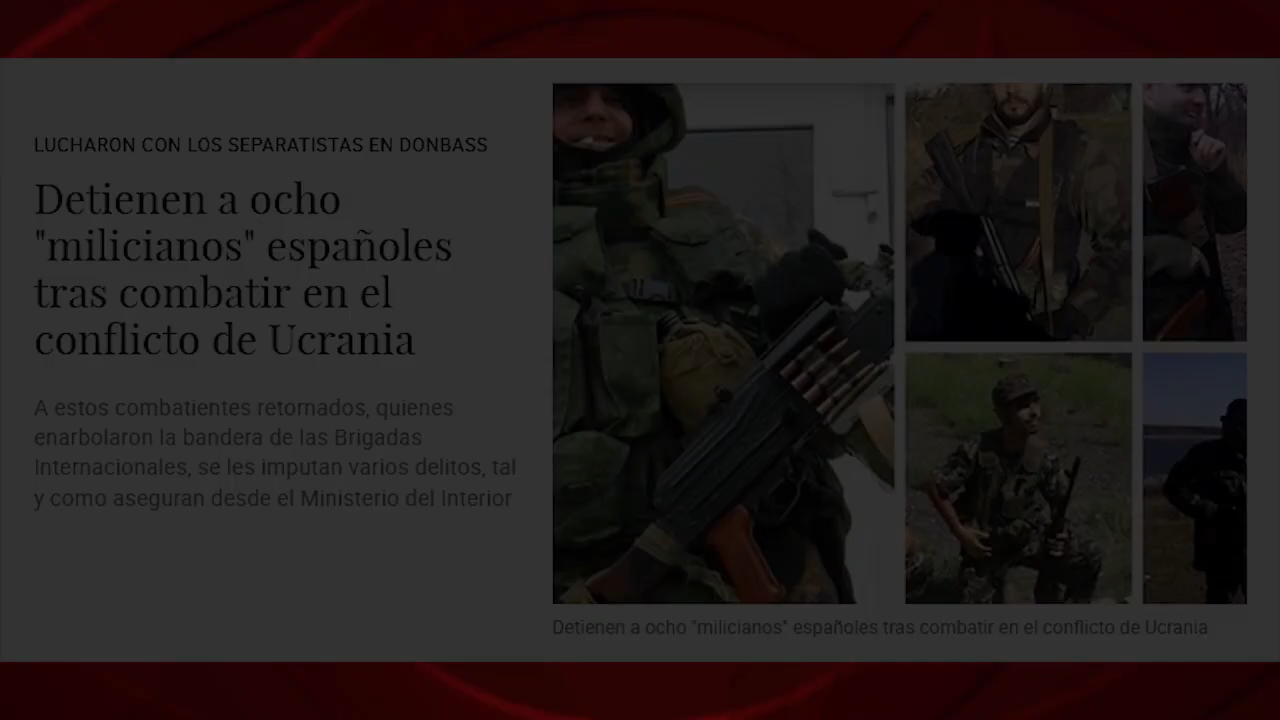 LUCHARON CON LOS SEPARATISTAS EN DONBASS
Detienen a ocho
"milicianos" españoles
tras combatir en el
conflicto de Ucrania
A estos combatientes retornados, quienes
enarbolaron la bandera de las Brigadas
Internacionales, se les imputan varios delitos, tal
y como aseguran desde el Ministerio del Interior
Detienen a ocho "milicianos" españoles tras combatir en el conflicto de Ucrania